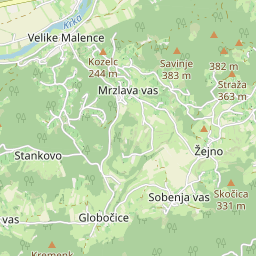 Krka
Velike Malence
Kozelc
244 m
Savinje
383 m
382 m
Straža
363 m
Mrzlava vas
Stankovo
Žejno
Skočica
331 m
Sobenja vas
vas
Globočice
Kremenk